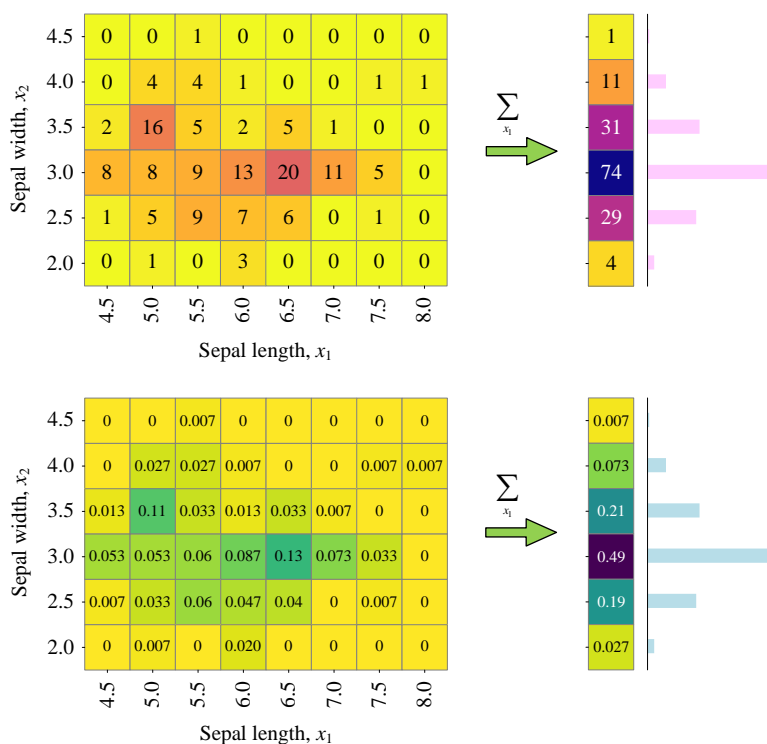 4.5 0 0 1 0 0 0 0 0 1
4.0 0 4 4 1 0 0 1 1 11
3.5 2 16 5 2 5 1 0 0 31
3.0 8 8 9 13 20 11 5 0 74
2.5 1 5 9 7 6 0 1 0 29
2.0 0 1 0 3 0 0 0 0 4
Sepal width, x₂
∑
x₁
4.5 5.0 5.5 6.0 6.5 7.0 7.5 8.0
Sepal length, x₁
4.5 0 0 0.007 0 0 0 0 0 0.007
4.0 0 0.027 0.027 0.007 0 0 0.007 0.007 0.073
3.5 0.013 0.11 0.033 0.013 0.033 0.007 0 0 0.21
3.0 0.053 0.053 0.06 0.087 0.13 0.073 0.033 0 0.49
2.5 0.007 0.033 0.06 0.047 0.04 0 0.007 0 0.19
2.0 0 0.007 0 0.020 0 0 0 0 0.027
Sepal width, x₂
∑
x₁
4.5 5.0 5.5 6.0 6.5 7.0 7.5 8.0
Sepal length, x₁